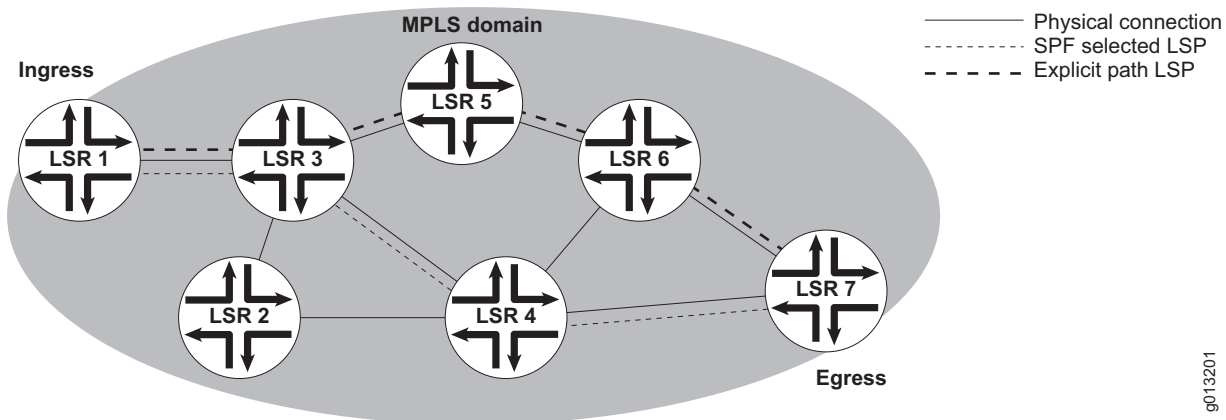 MPLS domain
Physical connection
SPF selected LSP
Explicit path LSP
Ingress
LSR 5
LSR 1
LSR 3
LSR 6
LSR 2
LSR 4
LSR 7
Egress
g013201